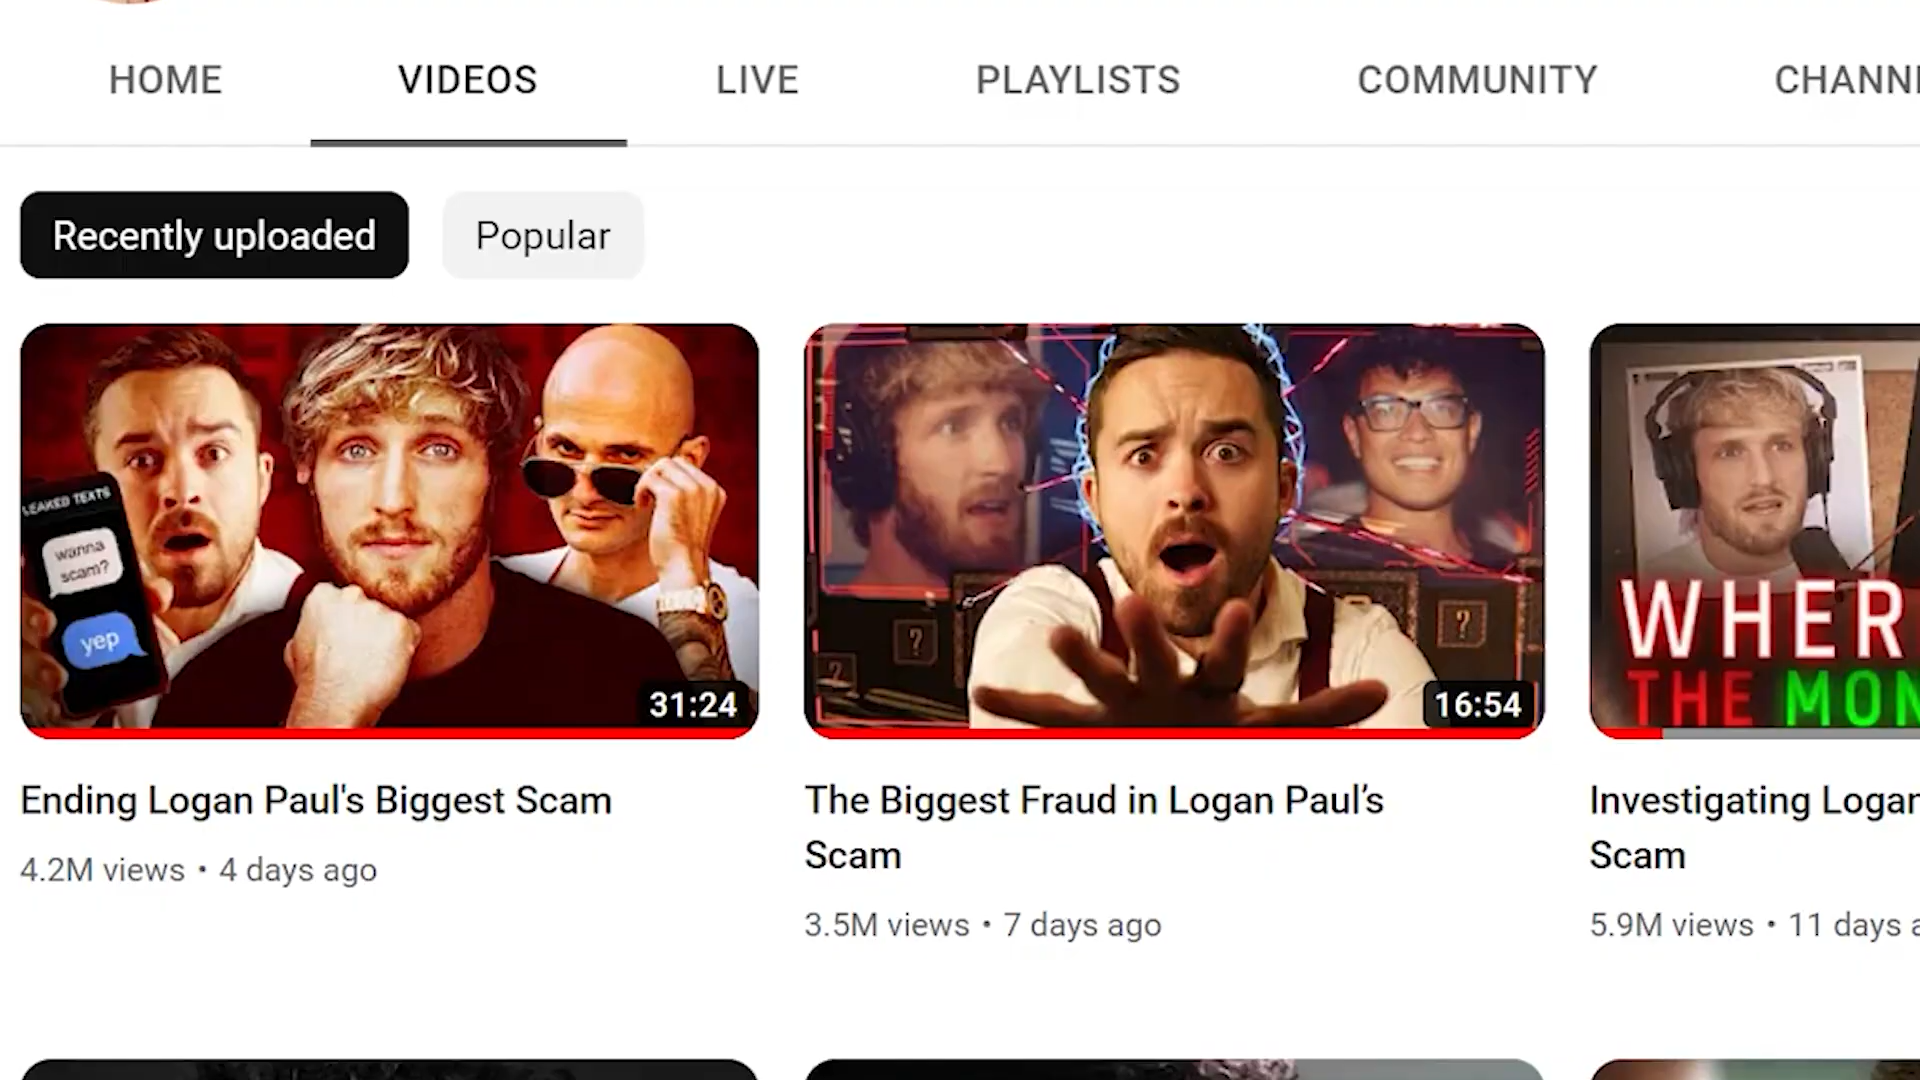 HOME VIDEOS LIVE PLAYLISTS COMMUNITY CHANNE
Recently uploaded Popular
LEAKED TEXTS
wanna
scam?
yep
31:24
?
?
?
16:54
WHER
THE MON
Ending Logan Paul's Biggest Scam
4.2M views • 4 days ago
The Biggest Fraud in Logan Paul’s
Scam
3.5M views • 7 days ago
Investigating Logan
Scam
5.9M views • 11 days a